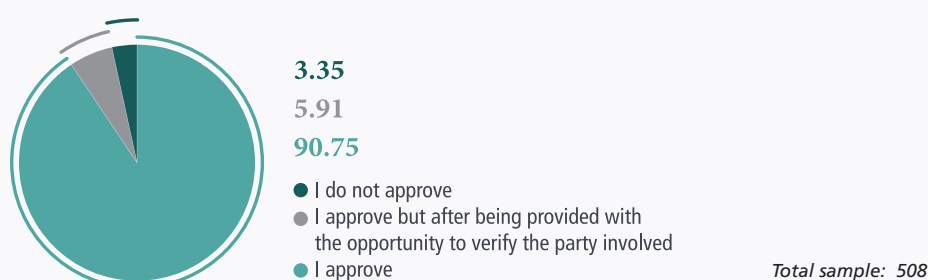 3.35
5.91
90.75
I do not approve
I approve but after being provided with
the opportunity to verify the party involved
I approve
Total sample: 508